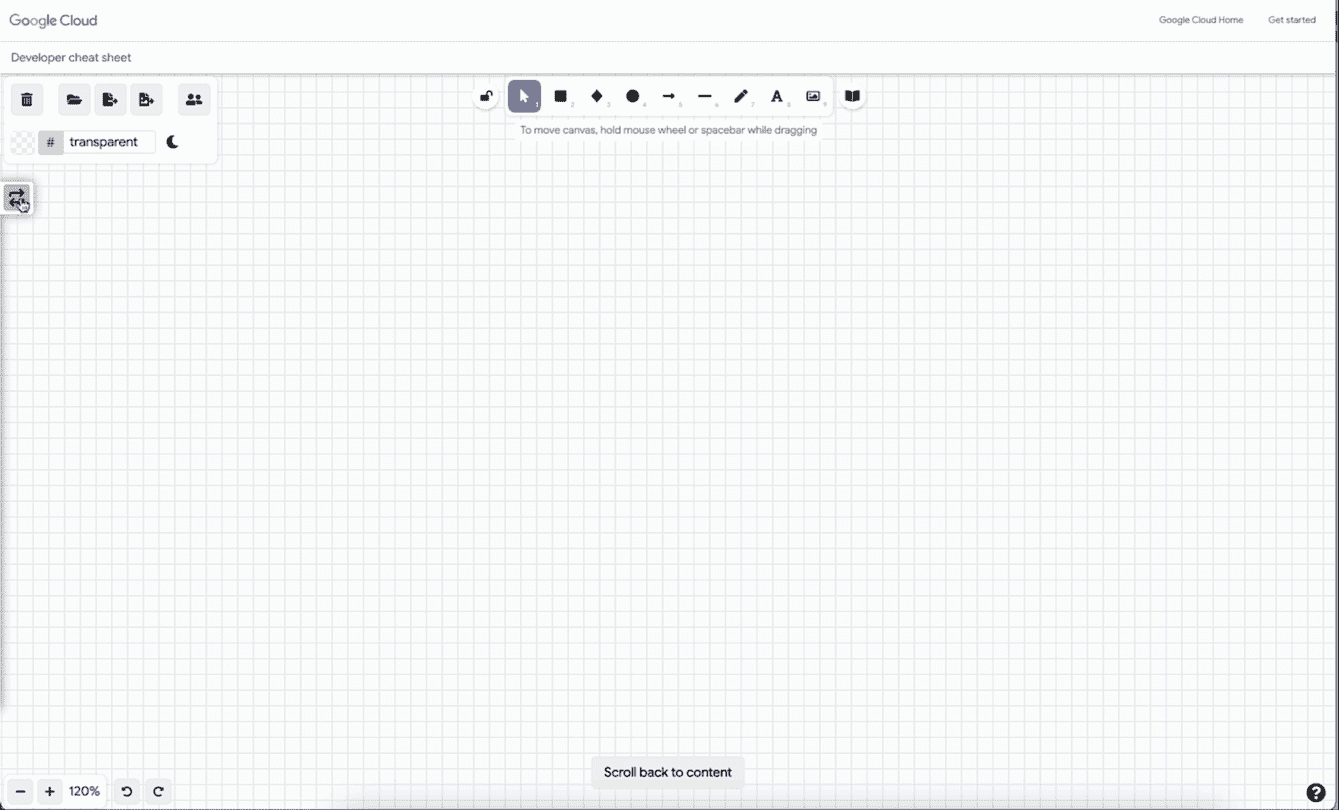 Google Cloud
Google Cloud Home
Get started
Developer cheat sheet
1
2
3
4
5
6
7
A
8
9
To move canvas, hold mouse wheel or spacebar while dragging
# transparent
Scroll back to content
120%